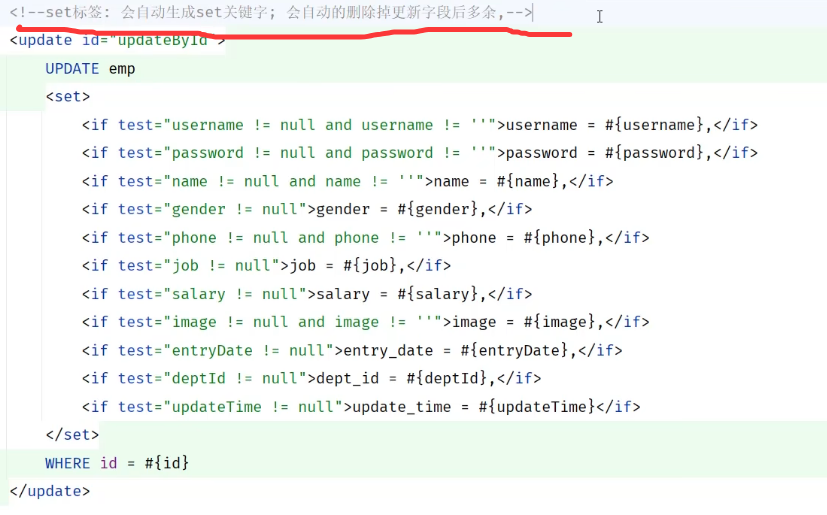 <!--set标签: 会自动生成set关键字; 会自动的删除掉更新字段后多余,-->
<update id="updateById">
UPDATE emp
<set>
<if test="username != null and username != ''">username = #{username},</if>
<if test="password != null and password != ''">password = #{password},</if>
<if test="name != null and name != ''">name = #{name},</if>
<if test="gender != null">gender = #{gender},</if>
<if test="phone != null and phone != ''">phone = #{phone},</if>
<if test="job != null">job = #{job},</if>
<if test="salary != null">salary = #{salary},</if>
<if test="image != null and image != ''">image = #{image},</if>
<if test="entryDate != null">entry_date = #{entryDate},</if>
<if test="deptId != null">dept_id = #{deptId},</if>
<if test="updateTime != null">update_time = #{updateTime}</if>
</set>
WHERE id = #{id}
</update>